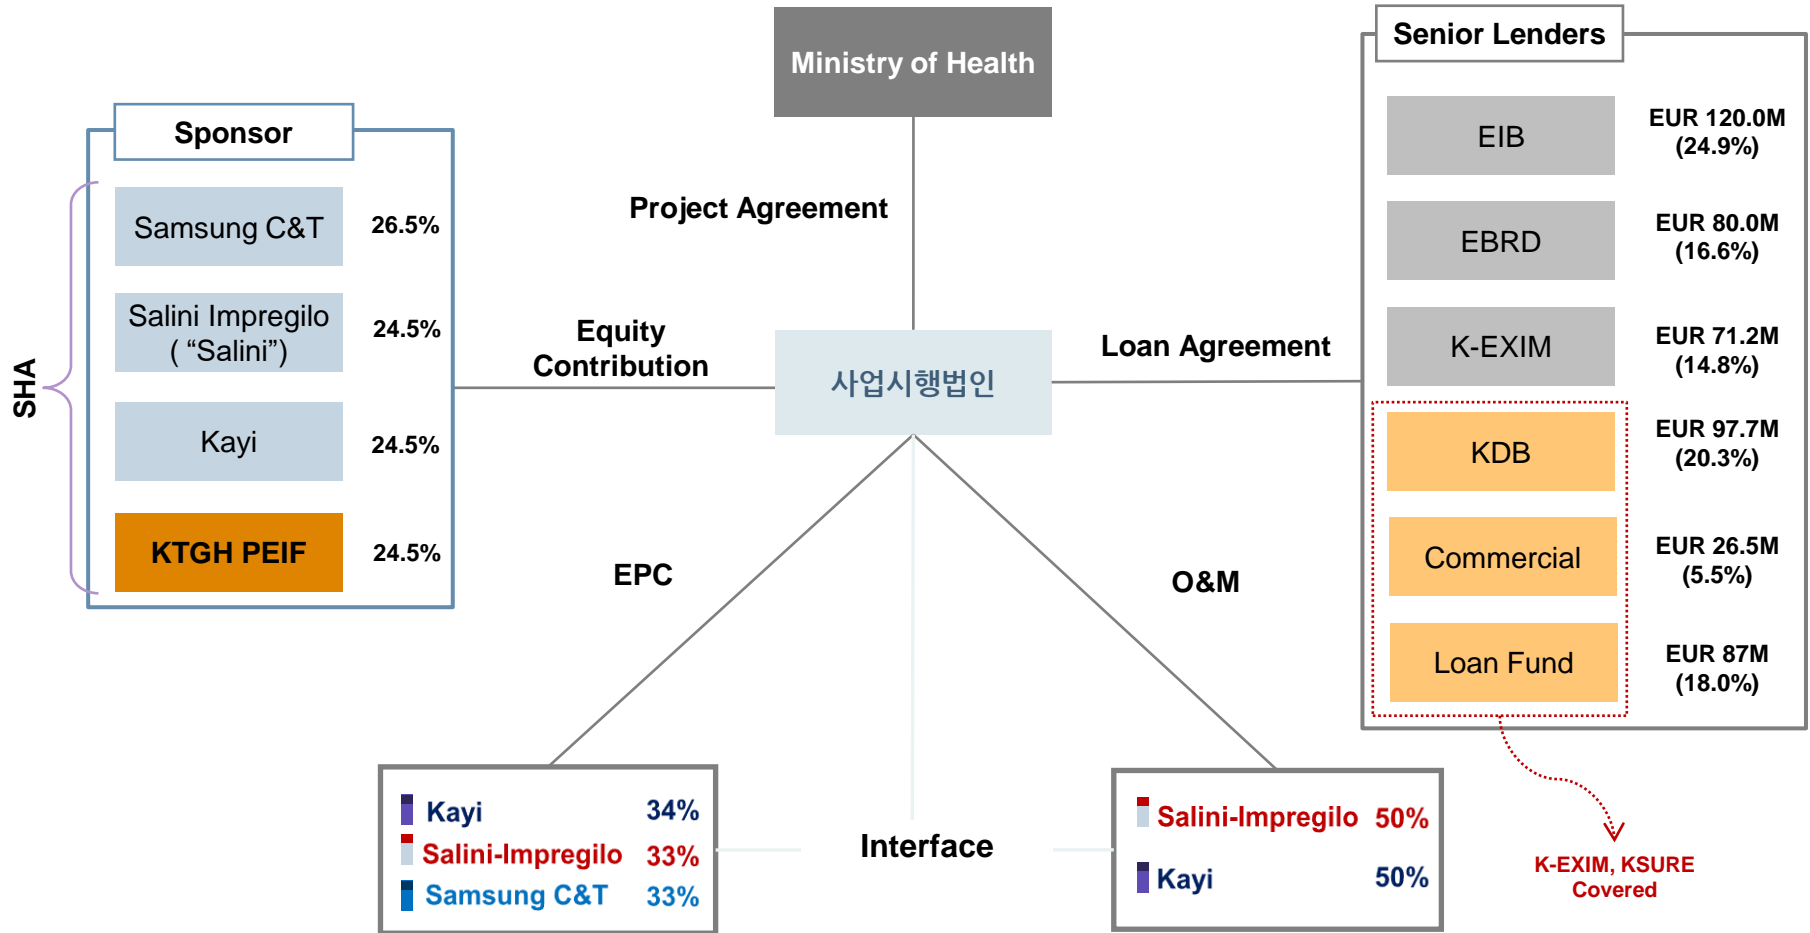 Ministry of Health
Senior Lenders
Sponsor
SHA
Samsung C&T
26.5%
Salini Impregilo
( “Salini”)
24.5%
Kayi
24.5%
KTGH PEIF
24.5%
Project Agreement
Equity
Contribution
사업시행법인
Loan Agreement
EIB
EUR 120.0M
(24.9%)
EBRD
EUR 80.0M
(16.6%)
K-EXIM
EUR 71.2M
(14.8%)
KDB
EUR 97.7M
(20.3%)
Commercial
EUR 26.5M
(5.5%)
Loan Fund
EUR 87M
(18.0%)
EPC
O&M
Kayi 34%
Salini-Impregilo 33%
Samsung C&T 33%
Interface
Salini-Impregilo 50%
Kayi 50%
K-EXIM, KSURE
Covered